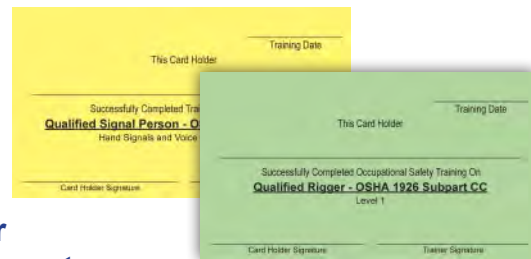 Training Date
This Card Holder
Successfully Completed Tra
Qualified Signal Person - O
Hand Signals and Voice
Card Holder Signature
Training Date
This Card Holder
Successfully Completed Occupational Safety Training On
Qualified Rigger - OSHA 1926 Subpart CC
Level 1
Card Holder Signature
Trainer Signature
r